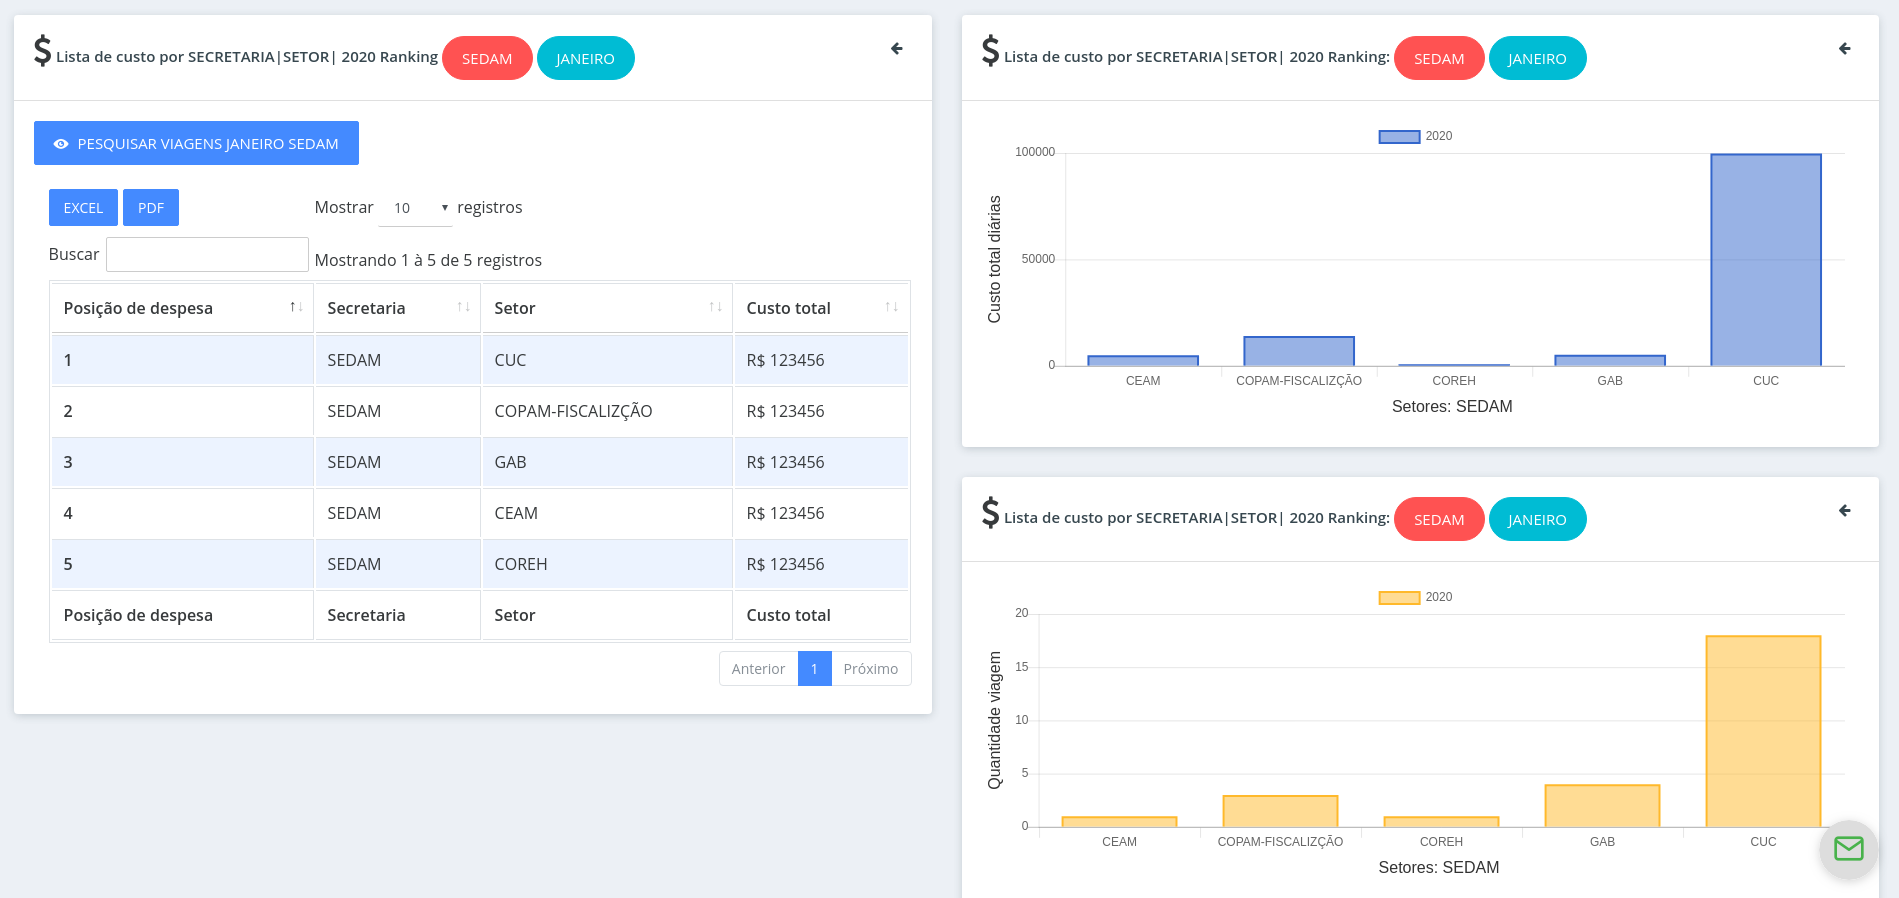 $ Lista de custo por SECRETARIA|SETOR| 2020 Ranking SEDAM JANEIRO
PESQUISAR VIAGENS JANEIRO SEDAM
EXCEL PDF Mostrar 10 registros
Buscar Mostrando 1 à 5 de 5 registros
Posição de despesa Secretaria Setor Custo total
1 SEDAM CUC R$ 123456
2 SEDAM COPAM-FISCALIZÇÃO R$ 123456
3 SEDAM GAB R$ 123456
4 SEDAM CEAM R$ 123456
5 SEDAM COREH R$ 123456
Posição de despesa Secretaria Setor Custo total
Anterior 1 Próximo
$ Lista de custo por SECRETARIA|SETOR| 2020 Ranking: SEDAM JANEIRO
2020
Custo total diárias
100000
50000
0
CEAM COPAM-FISCALIZÇÃO COREH GAB CUC
Setores: SEDAM
$ Lista de custo por SECRETARIA|SETOR| 2020 Ranking: SEDAM JANEIRO
2020
Quantidade viagem
20
15
10
5
0
CEAM COPAM-FISCALIZÇÃO COREH GAB CUC
Setores: SEDAM